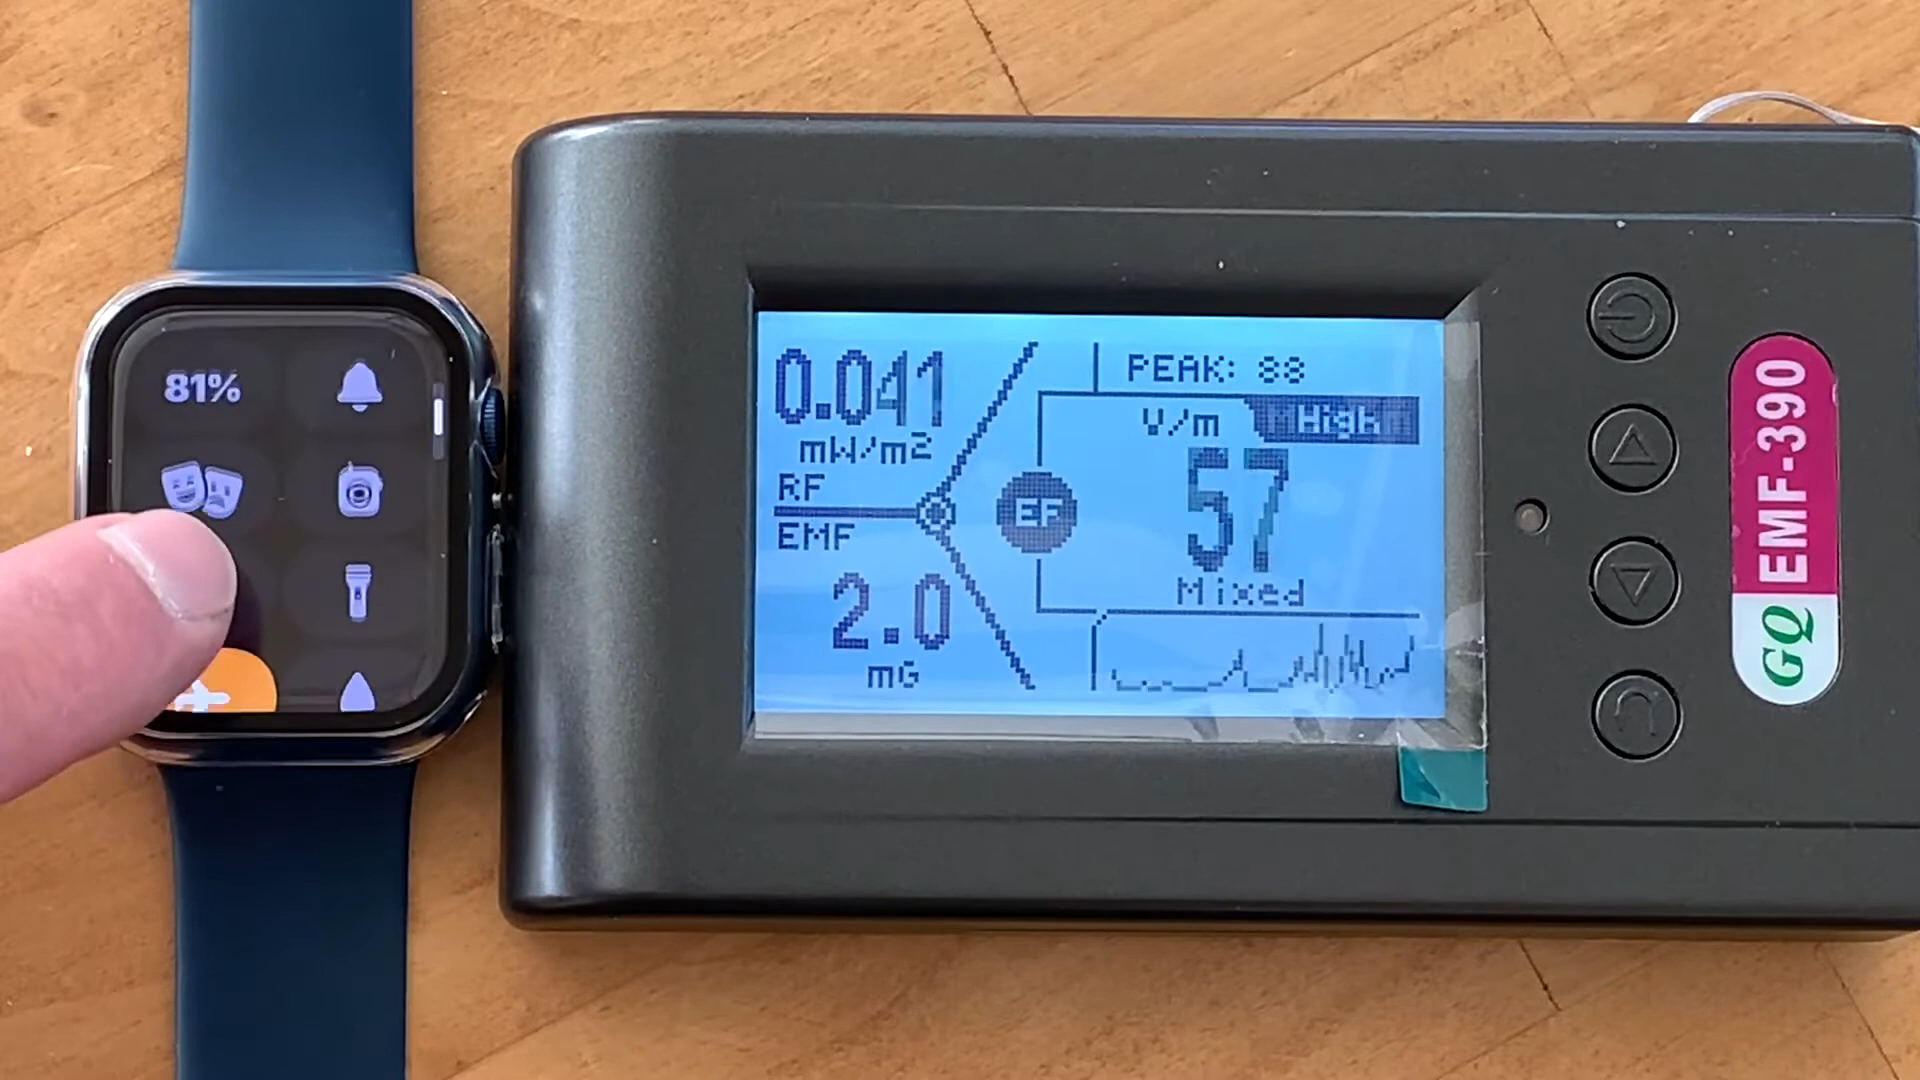 81%
0.041
mW/m²
RF
EMF
2.0
mG
PEAK: 88
V/m
High
EF
57
Mixed
GQ EMF-390